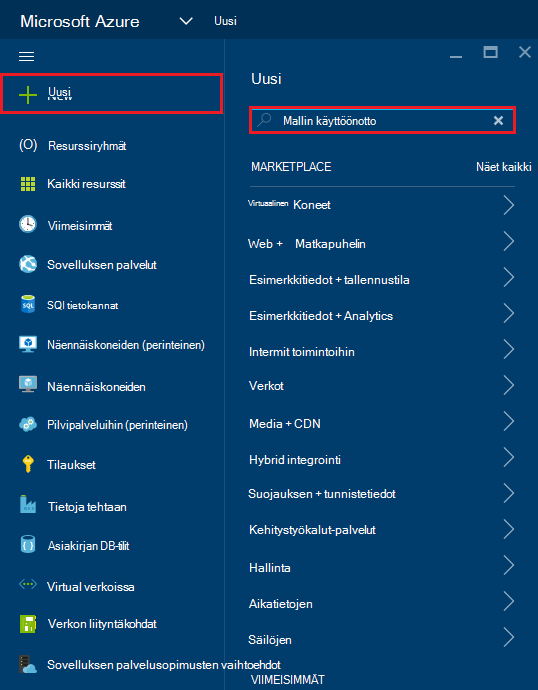 Microsoft Azure Uusi
Uusi
New
Resurssiryhmät
Kaikki resurssit
Viimeisimmät
Sovelluksen palvelut
SQL
SQl tietokannat
Näennäiskoneiden (perinteinen)
Näennäiskoneiden
Pilvipalveluihin (perinteinen)
Tilaukset
Tietoja tehtaan
Asiakirjan DB-tilit
Virtual verkoissa
Verkon liityntäkohdat
Sovelluksen palvelusopimusten vaihtoehdot
Uusi
Mallin käyttöönotto
MARKETPLACE Näet kaikki
Virtuaalinen Koneet
Web + Matkapuhelin
Esimerkkitiedot + tallennustila
Esimerkkitiedot + Analytics
Intermit toimintoihin
Verkot
Media + CDN
Hybrid integrointi
Suojauksen + tunnistetiedot
Kehitystyökalut-palvelut
Hallinta
Aikatietojen
Säilöjen
VIIMEISIMMÄT